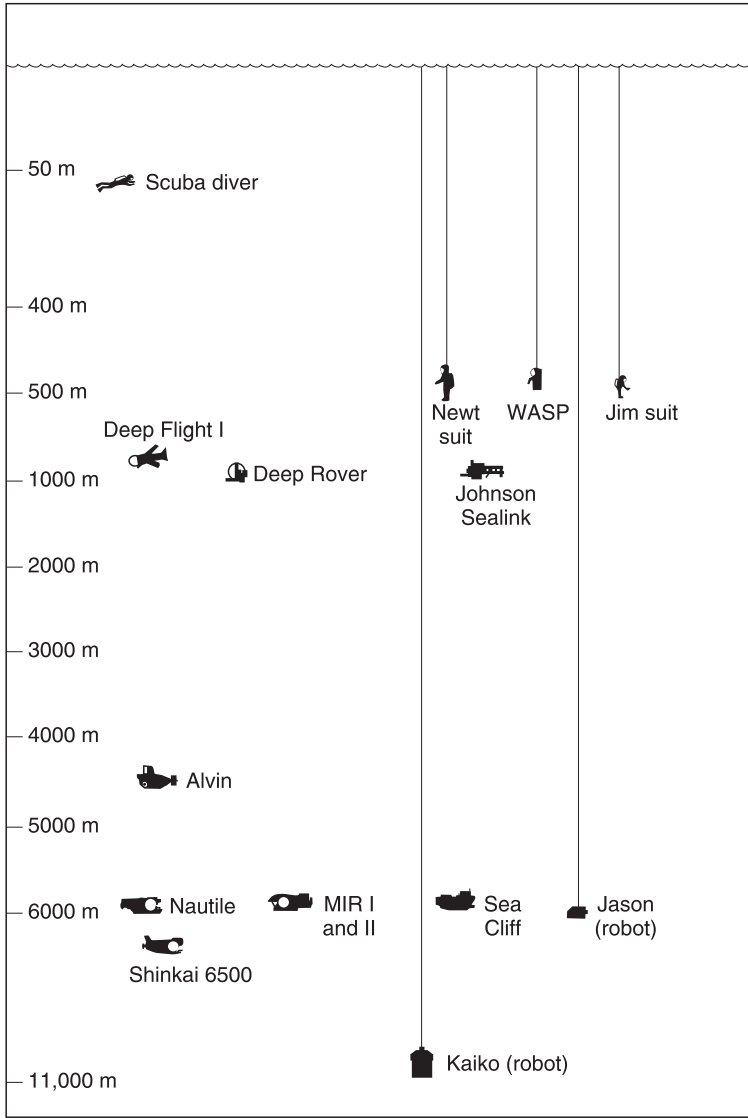 50 m
Scuba diver
400 m
500 m
Newt
suit
WASP
Jim suit
Deep Flight I
1000 m
Deep Rover
Johnson
Sealink
2000 m
3000 m
4000 m
Alvin
5000 m
6000 m
Nautile
MIR I
and II
Sea
Cliff
Jason
(robot)
Shinkai 6500
Kaiko (robot)
11,000 m